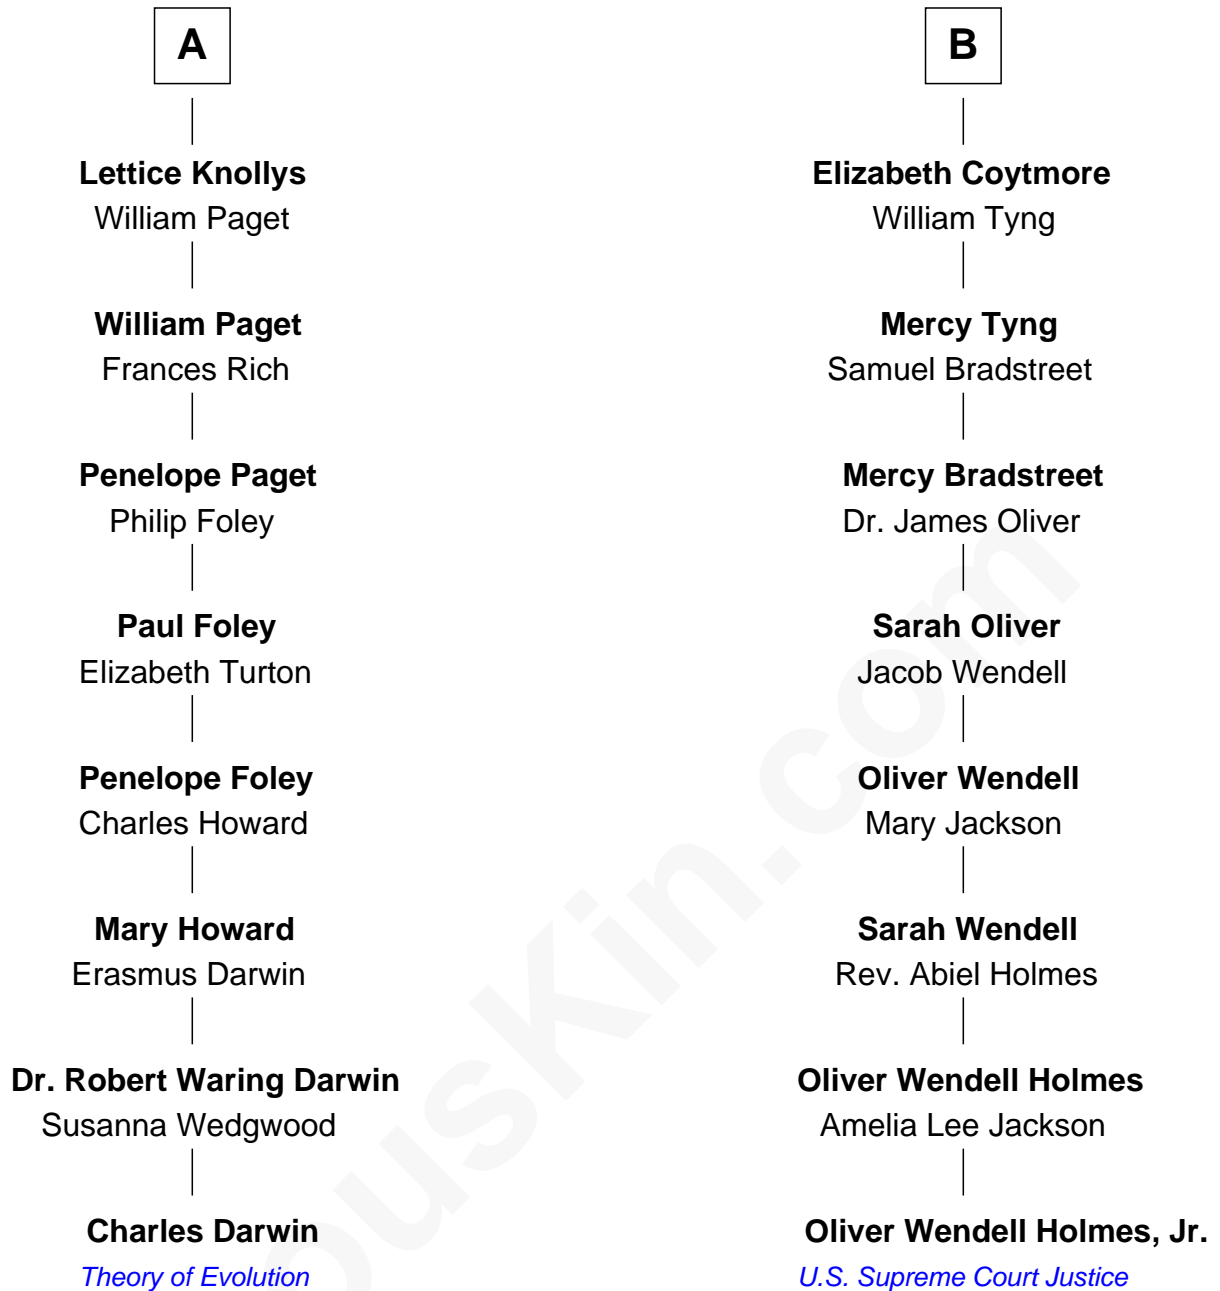 A
Lettice Knollys
William Paget
William Paget
Frances Rich
Penelope Paget
Philip Foley
Paul Foley
Elizabeth Turton
Penelope Foley
Charles Howard
Mary Howard
Erasmus Darwin
Dr. Robert Waring Darwin
Susanna Wedgwood
Charles Darwin
Theory of Evolution
B
Elizabeth Coytmore
William Tyng
Mercy Tyng
Samuel Bradstreet
Mercy Bradstreet
Dr. James Oliver
Sarah Oliver
Jacob Wendell
Oliver Wendell
Mary Jackson
Sarah Wendell
Rev. Abiel Holmes
Oliver Wendell Holmes
Amelia Lee Jackson
Oliver Wendell Holmes, Jr.
U.S. Supreme Court Justice